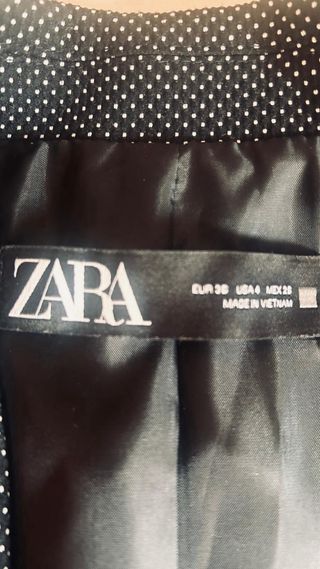 ZARA
EUR 36 USA 4 MEX 26
MADE IN VIETNAM